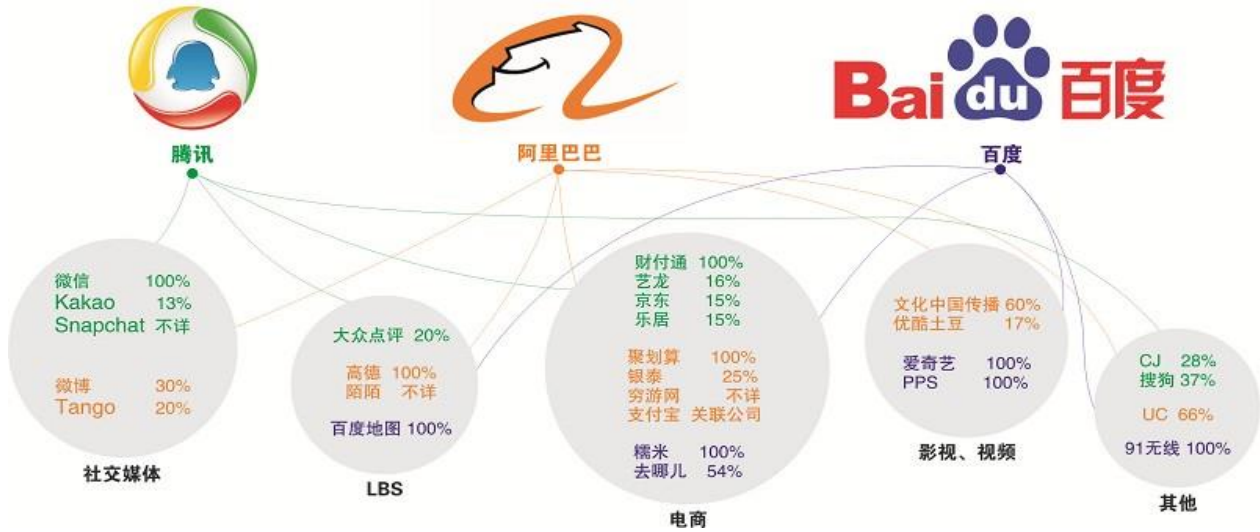 Bai du 百度
腾讯
阿里巴巴
百度
微信 100%
Kakao 13%
Snapchat 不详
微博 30%
Tango 20%
社交媒体
大众点评 20%
高德 100%
陌陌 不详
百度地图 100%
LBS
财付通 100%
艺龙 16%
京东 15%
乐居 15%
聚划算 100%
银泰 25%
穷游网 不详
支付宝 关联公司
糯米 100%
去哪儿 54%
电商
文化中国传播 60%
优酷土豆 17%
爱奇艺 100%
PPS 100%
影视、视频
CJ 28%
搜狗 37%
UC 66%
91无线 100%
其他